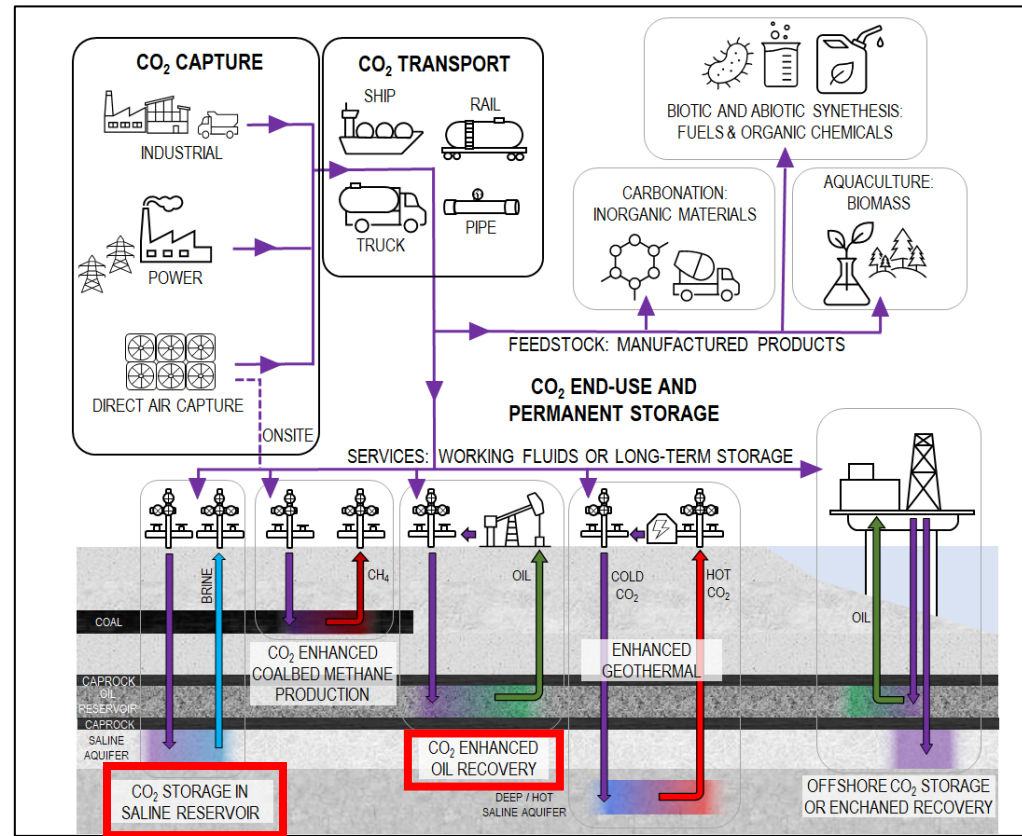 CO₂ CAPTURE
INDUSTRIAL
POWER
DIRECT AIR CAPTURE
ONSITE
CO₂ TRANSPORT
SHIP
RAIL
TRUCK
PIPE
BIOTIC AND ABIOTIC SYNETHESIS:
FUELS & ORGANIC CHEMICALS
CARBONATION:
INORGANIC MATERIALS
AQUACULTURE:
BIOMASS
FEEDSTOCK: MANUFACTURED PRODUCTS
CO₂ END-USE AND
PERMANENT STORAGE
SERVICES: WORKING FLUIDS OR LONG-TERM STORAGE
BRINE
CH₄
OIL
COLD
CO₂
HOT
CO₂
OIL
COAL
CO₂ ENHANCED
COALBED METHANE
PRODUCTION
ENHANCED
GEOTHERMAL
CAPROCK
OIL
RESERVOIR
CAPROCK
SALINE
AQUIFER
CO₂ STORAGE IN
SALINE RESERVOIR
CO₂ ENHANCED
OIL RECOVERY
DEEP / HOT
SALINE AQUIFER
OFFSHORE CO₂ STORAGE
OR ENCHANED RECOVERY